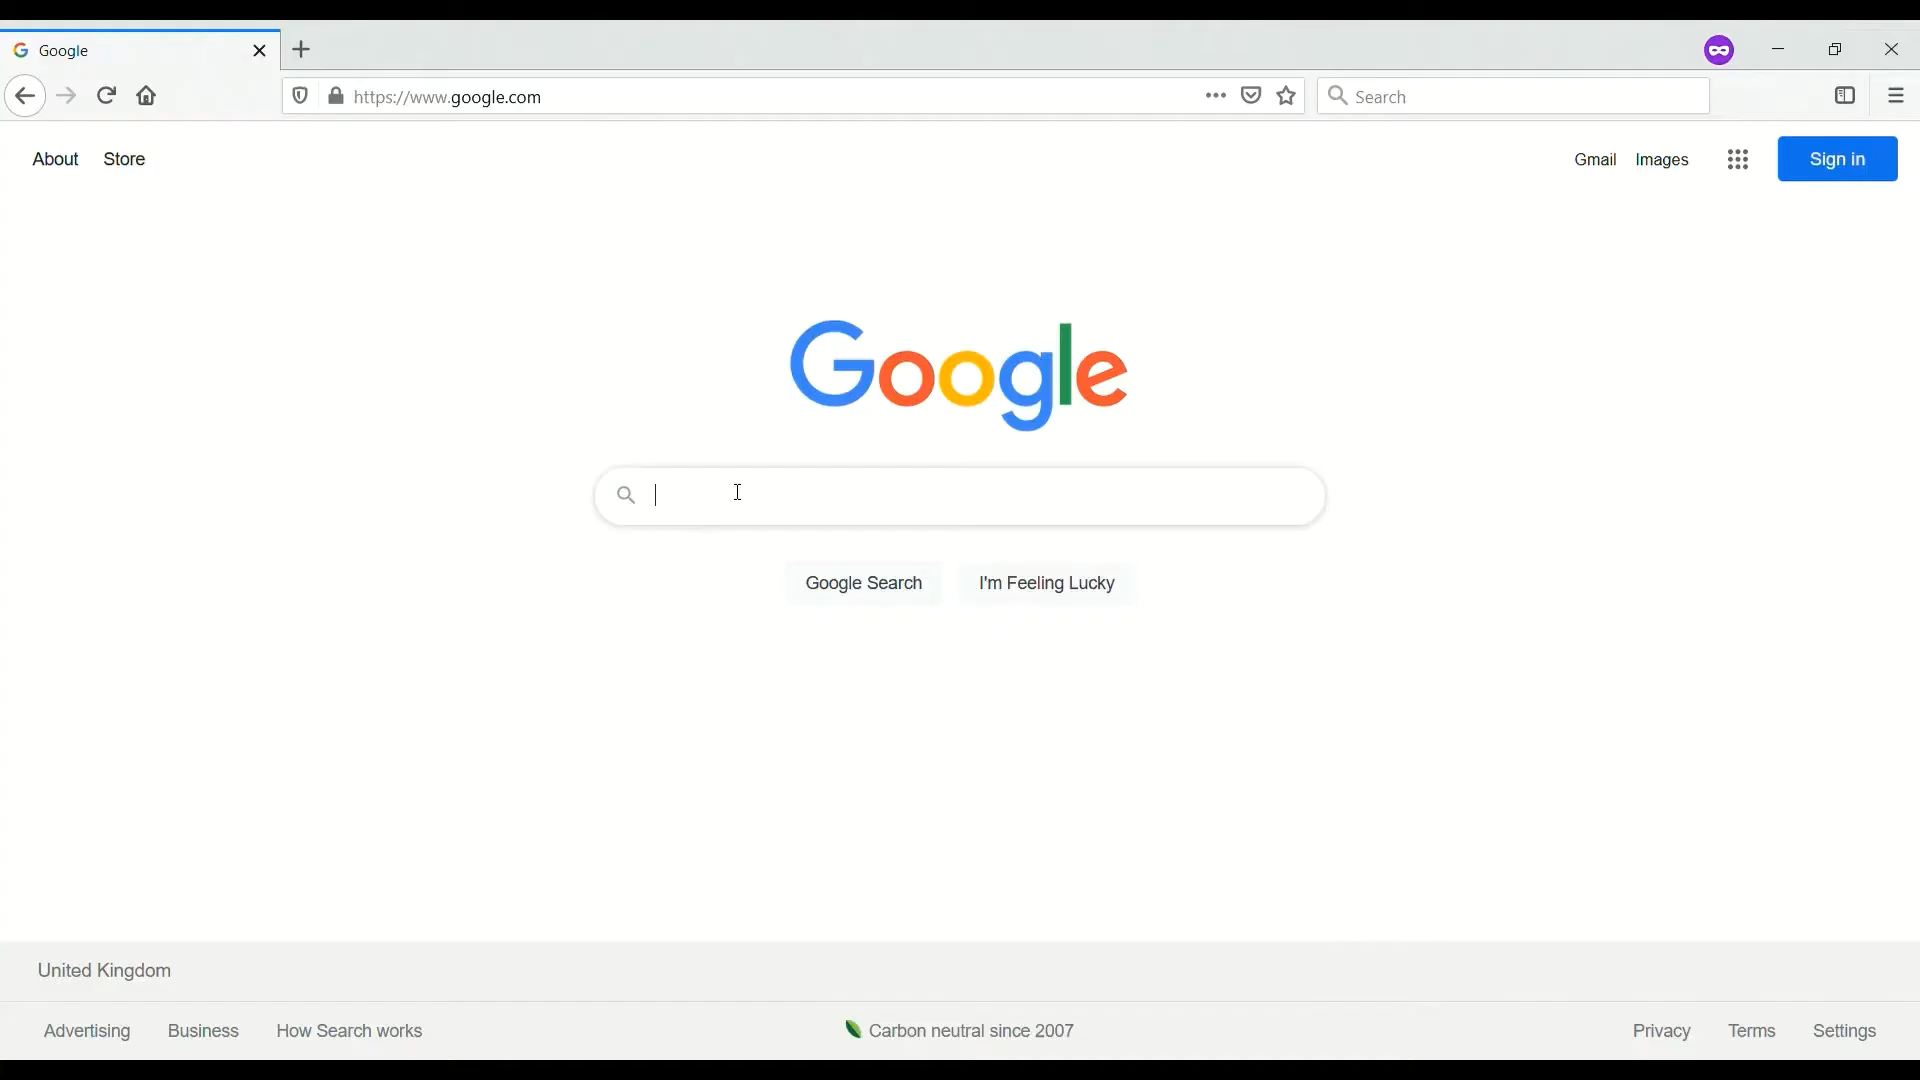 Google
https://www.google.com
Search
About Store
Gmail Images
Sign in
Google
Google Search I'm Feeling Lucky
United Kingdom
Advertising Business How Search works
Carbon neutral since 2007
Privacy Terms Settings